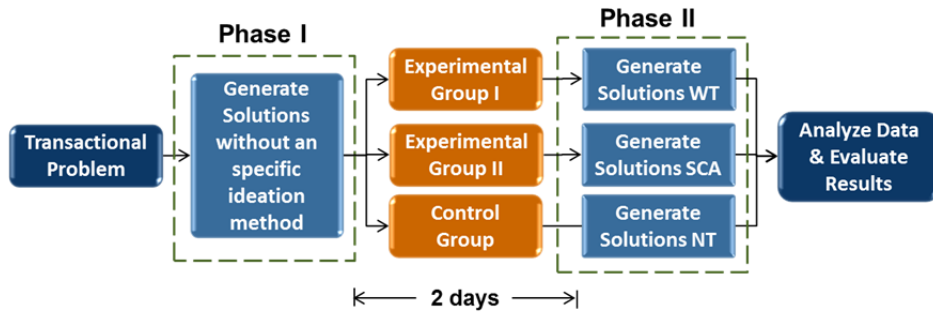 Phase I
Phase II
Transactional
Problem
Generate
Solutions
without an
specific
ideation
method
Experimental
Group I
Experimental
Group II
Control
Group
Generate
Solutions WT
Generate
Solutions SCA
Generate
Solutions NT
Analyze Data
& Evaluate
Results
2 days